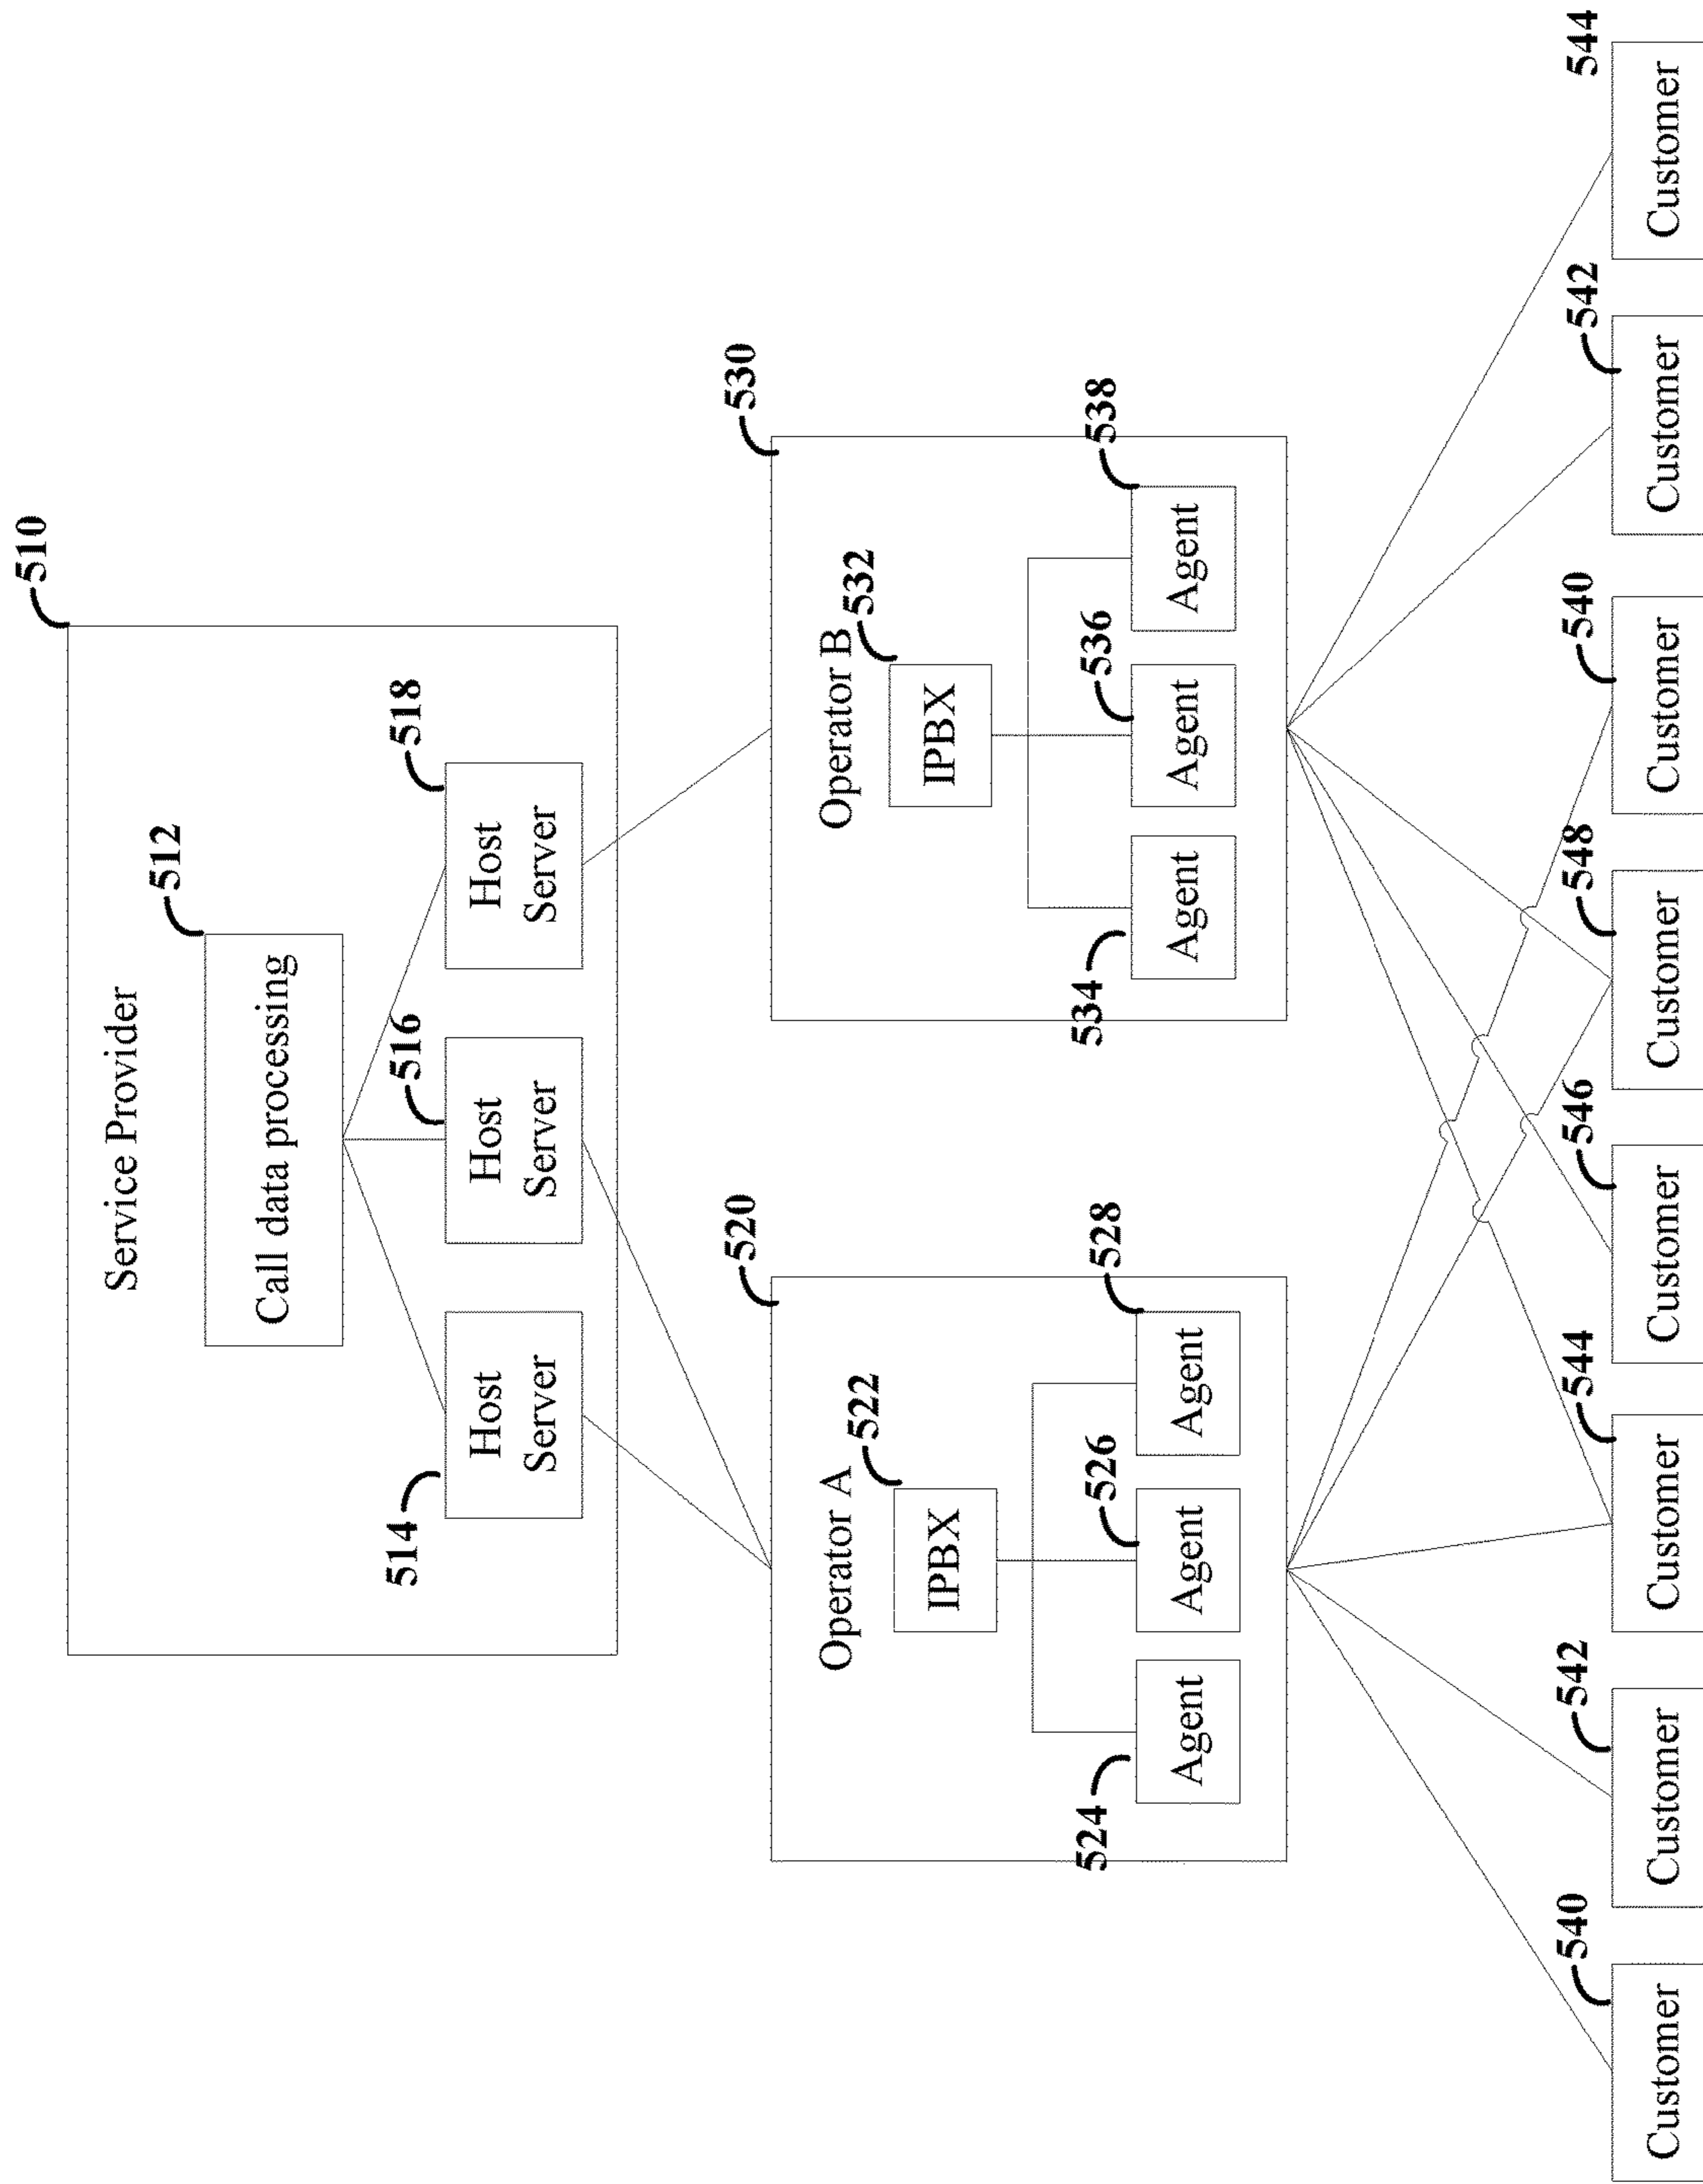 510
Service Provider
512
Call data processing
514
516
518
Host
Server
Host
Server
Host
Server
520
530
Operator A
Operator B
522
532
IPBX
IPBX
524
526
528
534
536
538
Agent
Agent
Agent
Agent
Agent
Agent
540
542
544
546
548
540
542
544
Customer
Customer
Customer
Customer
Customer
Customer
Customer
Customer